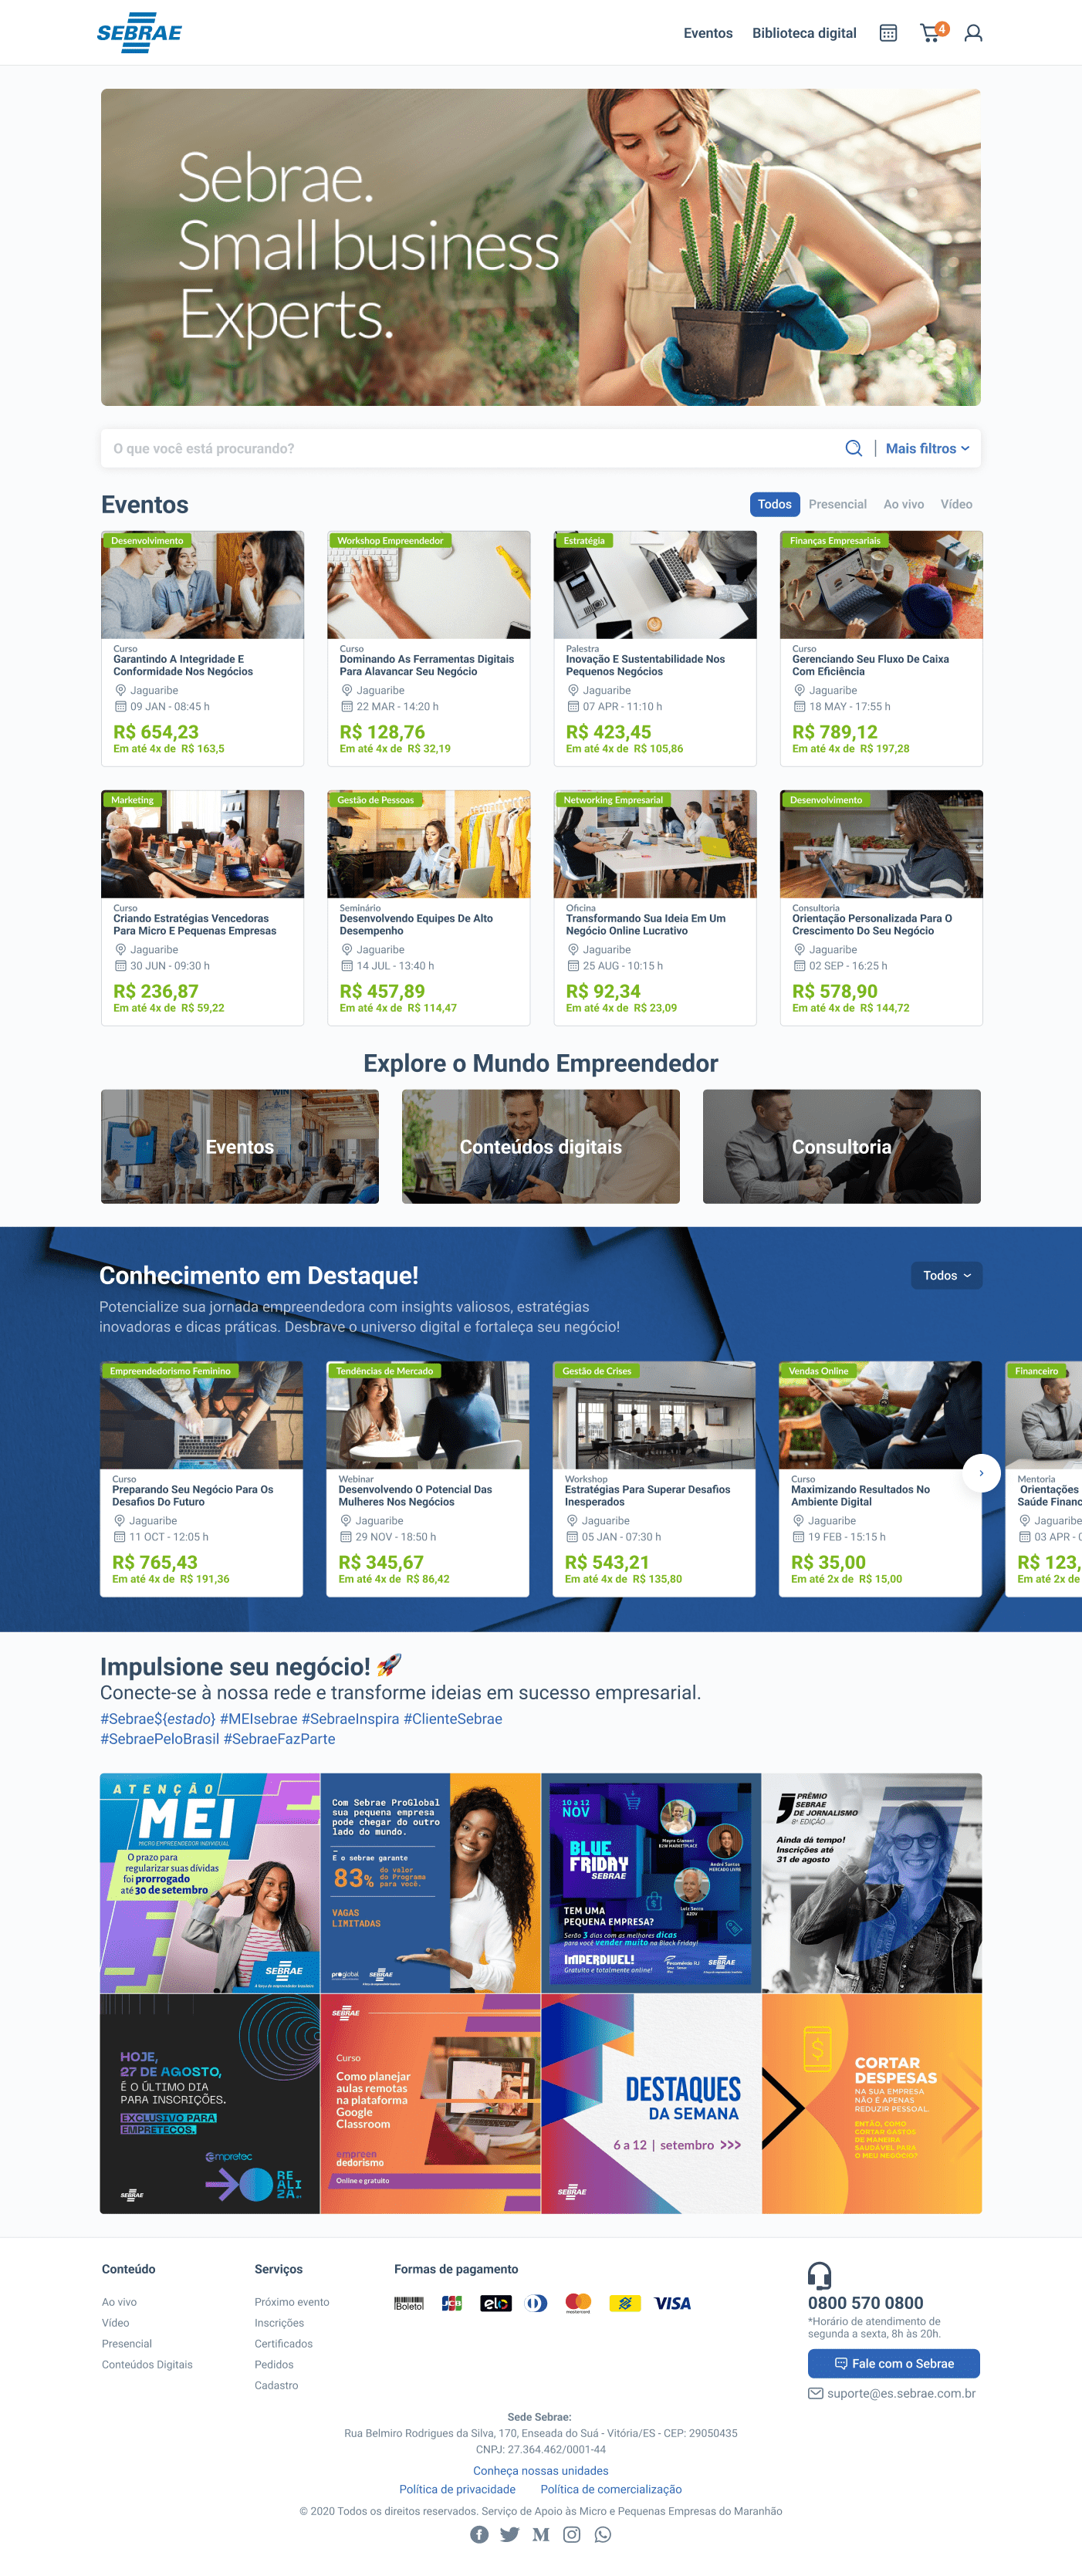 SEBRAE
Eventos
Biblioteca digital
4
Sebrae.
Small business
Experts.
O que você está procurando?
Mais filtros
Eventos
Todos
Presencial
Ao vivo
Vídeo
Desenvolvimento
Curso
Garantindo A Integridade E
Conformidade Nos Negócios
Jaguaribe
09 JAN - 08:45 h
R$ 654,23
Em até 4x de R$ 163,5
Workshop Empreendedor
Curso
Dominando As Ferramentas Digitais
Para Alavancar Seu Negócio
Jaguaribe
22 MAR - 14:20 h
R$ 128,76
Em até 4x de R$ 32,19
Estratégia
Palestra
Inovação E Sustentabilidade Nos
Pequenos Negócios
Jaguaribe
07 APR - 11:10 h
R$ 423,45
Em até 4x de R$ 105,86
Finanças Empresariais
Curso
Gerenciando Seu Fluxo De Caixa
Com Eficiência
Jaguaribe
18 MAY - 17:55 h
R$ 789,12
Em até 4x de R$ 197,28
Marketing
Curso
Criando Estratégias Vencedoras
Para Micro E Pequenas Empresas
Jaguaribe
30 JUN - 09:30 h
R$ 236,87
Em até 4x de R$ 59,22
Gestão de Pessoas
Seminário
Desenvolvendo Equipes De Alto
Desempenho
Jaguaribe
14 JUL - 13:40 h
R$ 457,89
Em até 4x de R$ 114,47
Networking Empresarial
Oficina
Transformando Sua Ideia Em Um
Negócio Online Lucrativo
Jaguaribe
25 AUG - 10:15 h
R$ 92,34
Em até 4x de R$ 23,09
Desenvolvimento
Consultoria
Orientação Personalizada Para O
Crescimento Do Seu Negócio
Jaguaribe
02 SEP - 16:25 h
R$ 578,90
Em até 4x de R$ 144,72
Explore o Mundo Empreendedor
WIN
Eventos
Conteúdos digitais
Consultoria
Conhecimento em Destaque!
Todos
Potencialize sua jornada empreendedora com insights valiosos, estratégias
inovadoras e dicas práticas. Desbrave o universo digital e fortaleça seu negócio!
Empreendedorismo Feminino
Curso
Preparando Seu Negócio Para Os
Desafios Do Futuro
Jaguaribe
11 OCT - 12:05 h
R$ 765,43
Em até 4x de R$ 191,36
Tendências de Mercado
Webinar
Desenvolvendo O Potencial Das
Mulheres Nos Negócios
Jaguaribe
29 NOV - 18:50 h
R$ 345,67
Em até 4x de R$ 86,42
Gestão de Crises
Workshop
Estratégias Para Superar Desafios
Inesperados
Jaguaribe
05 JAN - 07:30 h
R$ 543,21
Em até 4x de R$ 135,80
Vendas Online
Curso
Maximizando Resultados No
Ambiente Digital
Jaguaribe
19 FEB - 15:15 h
R$ 35,00
Em até 2x de R$ 15,00
Financeiro
Mentoria
Orientações
Saúde Financ
Jaguaribe
03 APR - 0
R$ 123,
Em até 2x de
Impulsione seu negócio! 🚀
Conecte-se à nossa rede e transforme ideias em sucesso empresarial.
#Sebrae${estado} #MEIsebrae #SebraeInspira #ClienteSebrae
#SebraePeloBrasil #SebraeFazParte
ATENÇÃO
MEI
MICRO EMPREENDEDOR INDIVIDUAL
O prazo para
regularizar suas dívidas
foi prorrogado
até 30 de setembro
SEBRAE
Com Sebrae ProGlobal
sua pequena empresa
pode chegar do outro
lado do mundo.
E o sebrae garante
83% do valor
do Programa
para você.
VAGAS
LIMITADAS
proglobal
SEBRAE
10 a 12
NOV
BLUE
FRIDAY
SEBRAE
Mayra Gianoni
B2W MARKETPLACE
André Santos
MERCADO LIVRE
TEM UMA
PEQUENA EMPRESA?
Serão 3 dias com as melhores dicas
para você vender muito na Black Friday!
IMPERDÍVEL!
Gratuito e totalmente online!
Fecomércio RJ
SEBRAE
PRÊMIO
SEBRAE
DE JORNALISMO
8ª EDIÇÃO
Ainda dá tempo!
Inscrições até
31 de agosto
HOJE,
27 DE AGOSTO,
É O ÚLTIMO DIA
PARA INSCRIÇÕES.
EXCLUSIVO PARA
EMPRETECOS.
Empretec
RE
ALI
ZA.
SEBRAE
SEBRAE
Curso
Como planejar
aulas remotas
na plataforma
Google
Classroom
empreen
dedorismo
Online e gratuito
DESTAQUES
DA SEMANA
6 a 12 | setembro >>>
SEBRAE
CORTAR
DESPESAS
NA SUA EMPRESA
NÃO É APENAS
REDUZIR PESSOAL.
ENTÃO, COMO
CORTAR GASTOS
DE MANEIRA
SAUDÁVEL PARA
O MEU NEGÓCIO?
Conteúdo
Ao vivo
Vídeo
Presencial
Conteúdos Digitais
Serviços
Próximo evento
Inscrições
Certificados
Pedidos
Cadastro
Formas de pagamento
Boleto
JCB
elo
mastercard
VISA
0800 570 0800
*Horário de atendimento de
segunda a sexta, 8h às 20h.
Fale com o Sebrae
suporte@es.sebrae.com.br
Sede Sebrae:
Rua Belmiro Rodrigues da Silva, 170, Enseada do Suá - Vitória/ES - CEP: 29050435
CNPJ: 27.364.462/0001-44
Conheça nossas unidades
Política de privacidade
Política de comercialização
© 2020 Todos os direitos reservados. Serviço de Apoio às Micro e Pequenas Empresas do Maranhão